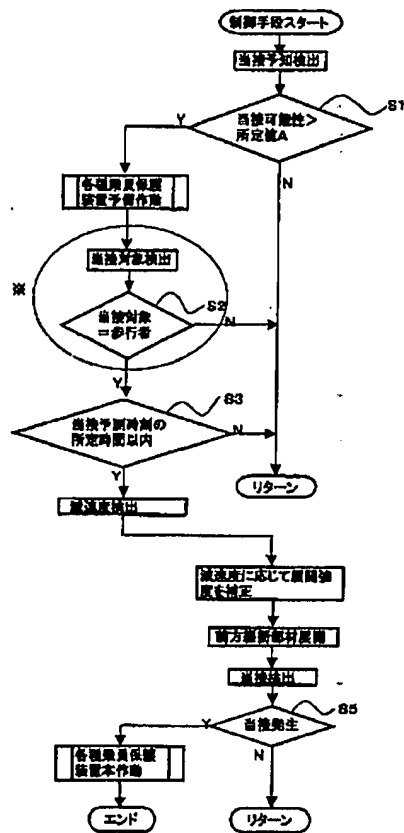 制御手段スタート
当接予知検出
S1
当接可能性>
所定値A
Y
N
各種乗員保護
装置予備作動
当接対象検出
※
S2
当接対象
=歩行者
N
Y
S3
当接予測時刻の
所定時間以内
N
Y
リターン
減速度検出
減速度に応じて展開強
度を補正
前方緩衝部材展開
当接検出
S5
当接発生
Y
N
各種乗員保護
装置本作動
エンド
リターン